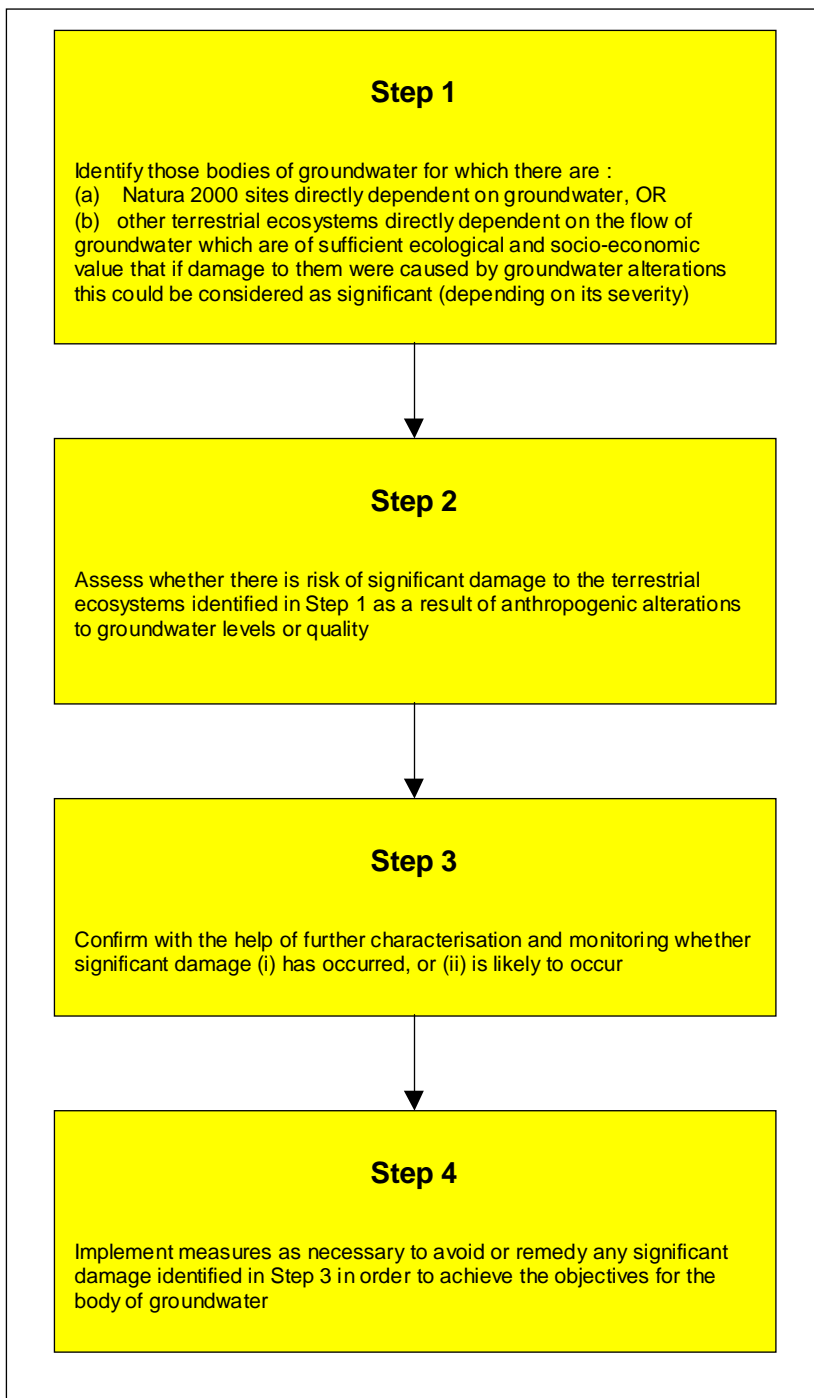 Step 1
Identify those bodies of groundwater for which there are :
(a) Natura 2000 sites directly dependent on groundwater, OR
(b) other terrestrial ecosystems directly dependent on the flow of
groundwater which are of sufficient ecological and socio-economic
value that if damage to them were caused by groundwater alterations
this could be considered as significant (depending on its severity)
Step 2
Assess whether there is risk of significant damage to the terrestrial
ecosystems identified in Step 1 as a result of anthropogenic alterations
to groundwater levels or quality
Step 3
Confirm with the help of further characterisation and monitoring whether
significant damage (i) has occurred, or (ii) is likely to occur
Step 4
Implement measures as necessary to avoid or remedy any significant
damage identified in Step 3 in order to achieve the objectives for the
body of groundwater